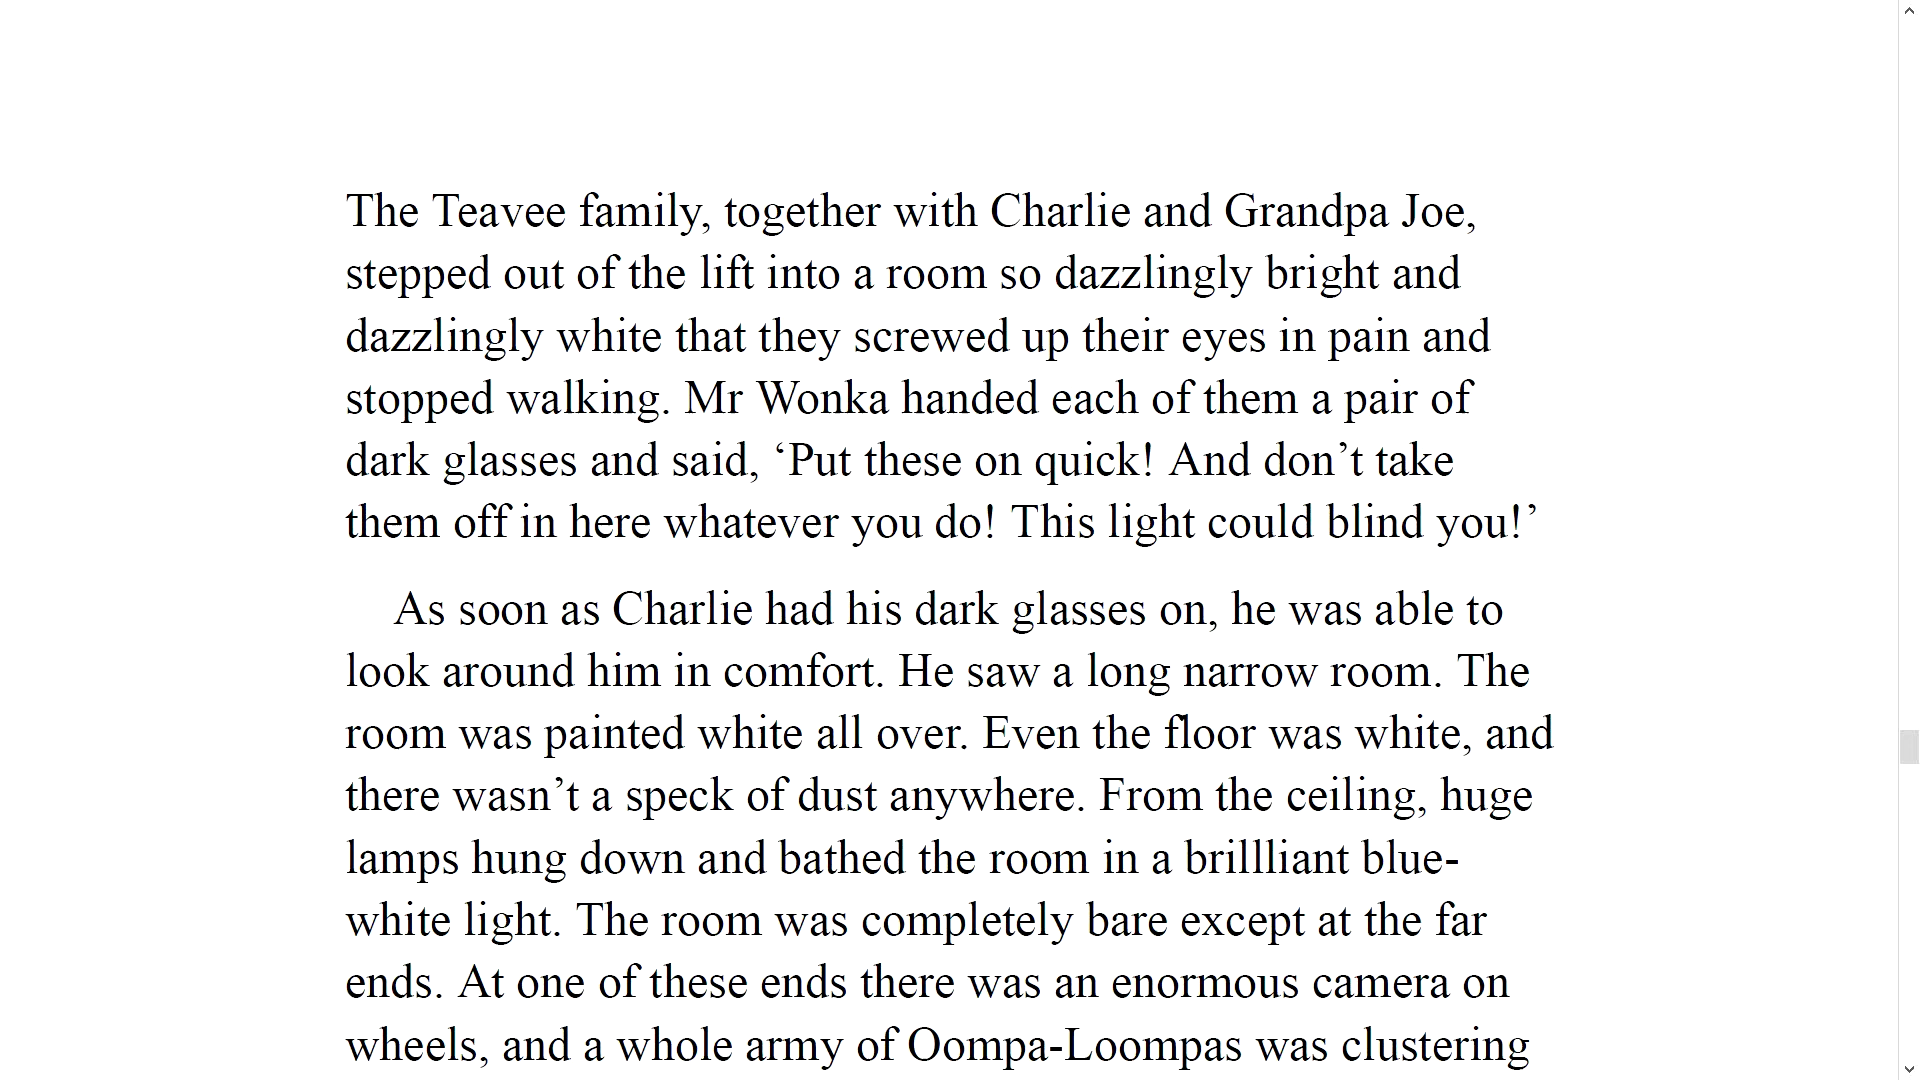 The Teavee family, together with Charlie and Grandpa Joe,
stepped out of the lift into a room so dazzlingly bright and
dazzlingly white that they screwed up their eyes in pain and
stopped walking. Mr Wonka handed each of them a pair of
dark glasses and said, ‘Put these on quick! And don’t take
them off in here whatever you do! This light could blind you!’
As soon as Charlie had his dark glasses on, he was able to
look around him in comfort. He saw a long narrow room. The
room was painted white all over. Even the floor was white, and
there wasn’t a speck of dust anywhere. From the ceiling, huge
lamps hung down and bathed the room in a brillliant blue-
white light. The room was completely bare except at the far
ends. At one of these ends there was an enormous camera on
wheels, and a whole army of Oompa-Loompas was clustering